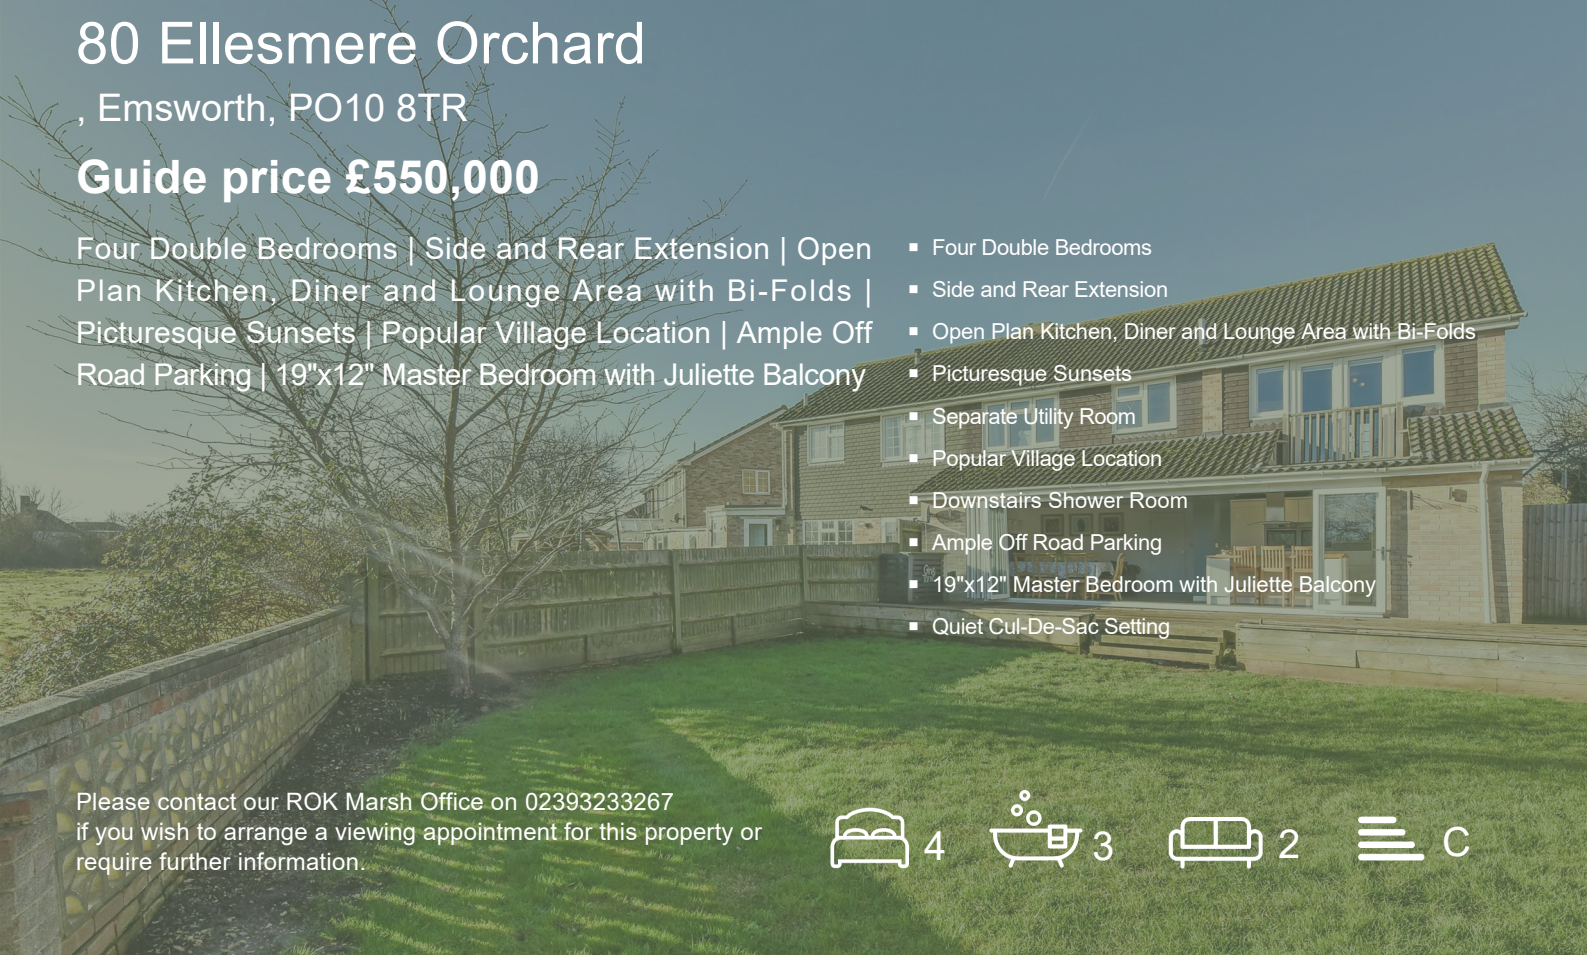 80 Ellesmere Orchard
, Emsworth, PO10 8TR
Guide price £550,000
Four Double Bedrooms | Side and Rear Extension | Open
Plan Kitchen, Diner and Lounge Area with Bi-Folds |
Picturesque Sunsets | Popular Village Location | Ample Off
Road Parking | 19"x12" Master Bedroom with Juliette Balcony
▪ Four Double Bedrooms
▪ Side and Rear Extension
▪ Open Plan Kitchen, Diner and Lounge Area with Bi-Folds
▪ Picturesque Sunsets
▪ Separate Utility Room
▪ Popular Village Location
▪ Downstairs Shower Room
▪ Ample Off Road Parking
▪ 19"x12" Master Bedroom with Juliette Balcony
▪ Quiet Cul-De-Sac Setting
Please contact our ROK Marsh Office on 02393233267
if you wish to arrange a viewing appointment for this property or
require further information.
4 3 2 C